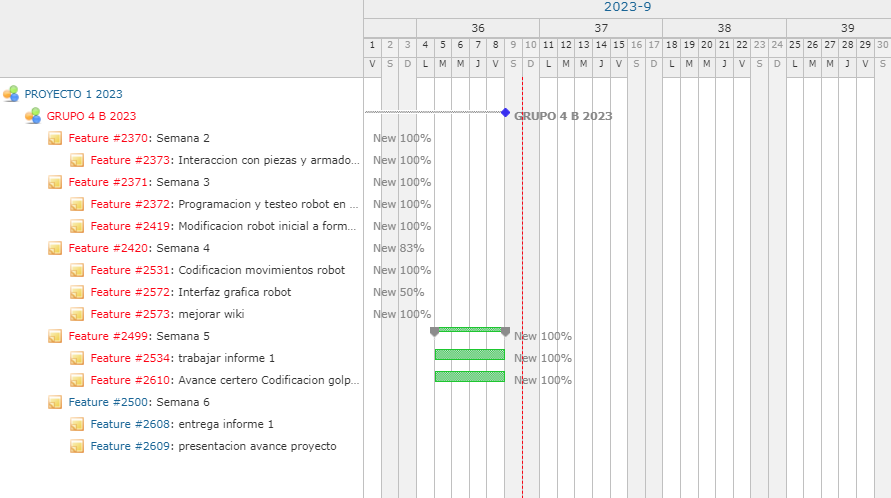 2023-9
36 37 38 39
1 2 3 4 5 6 7 8 9 10 11 12 13 14 15 16 17 18 19 20 21 22 23 24 25 26 27 28 29 30
V S D L M M J V S D L M M J V S D L M M J V S D L M M J V S
PROYECTO 1 2023
GRUPO 4 B 2023 GRUPO 4 B 2023
Feature #2370: Semana 2 New 100%
Feature #2373: Interaccion con piezas y armado... New 100%
Feature #2371: Semana 3 New 100%
Feature #2372: Programacion y testeo robot en ... New 100%
Feature #2419: Modificacion robot inicial a form... New 100%
Feature #2420: Semana 4 New 83%
Feature #2531: Codificacion movimientos robot New 100%
Feature #2572: Interfaz grafica robot New 50%
Feature #2573: mejorar wiki New 100%
Feature #2499: Semana 5 New 100%
Feature #2534: trabajar informe 1 New 100%
Feature #2610: Avance certero Codificacion golp... New 100%
Feature #2500: Semana 6
Feature #2608: entrega informe 1
Feature #2609: presentacion avance proyecto